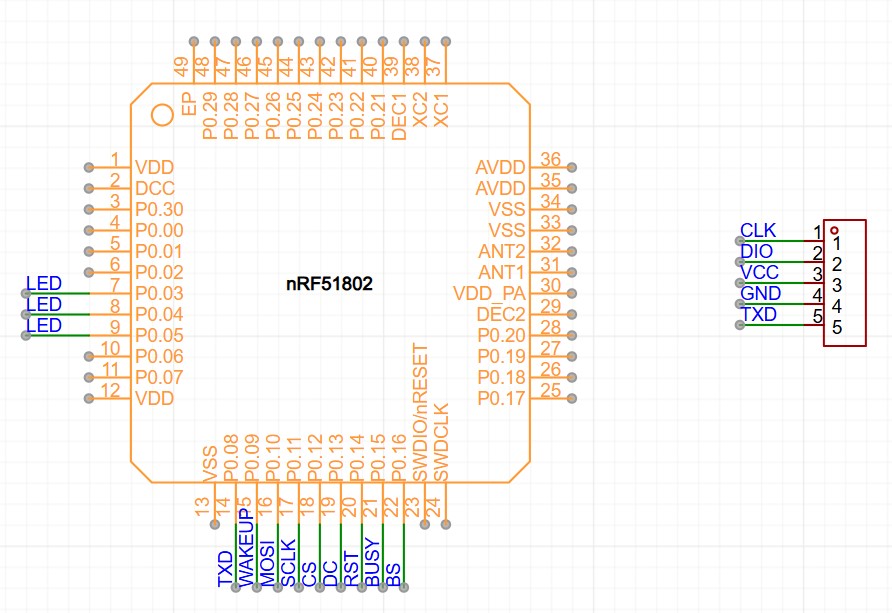 49 48 47 46 45 44 43 42 41 40 39 38 37
EP P0.29 P0.28 P0.27 P0.26 P0.25 P0.24 P0.23 P0.22 P0.21 DEC1 XC2 XC1
1 VDD
2 DCC
3 P0.30
4 P0.00
5 P0.01
6 P0.02
LED 7 P0.03
LED 8 P0.04
LED 9 P0.05
10 P0.06
11 P0.07
12 VDD
nRF51802
AVDD 36
AVDD 35
VSS 34
VSS 33
ANT2 32
ANT1 31
VDD_PA 30
DEC2 29
P0.20 28
P0.19 27
P0.18 26
P0.17 25
VSS P0.08 P0.09 P0.10 P0.11 P0.12 P0.13 P0.14 P0.15 P0.16 SWDIO/nRESET SWDCLK
13 14 15 16 17 18 19 20 21 22 23 24
TXD WAKEUP MOSI SCLK CS DC RST BUSY BS
CLK 1 1
DIO 2 2
VCC 3 3
GND 4 4
TXD 5 5